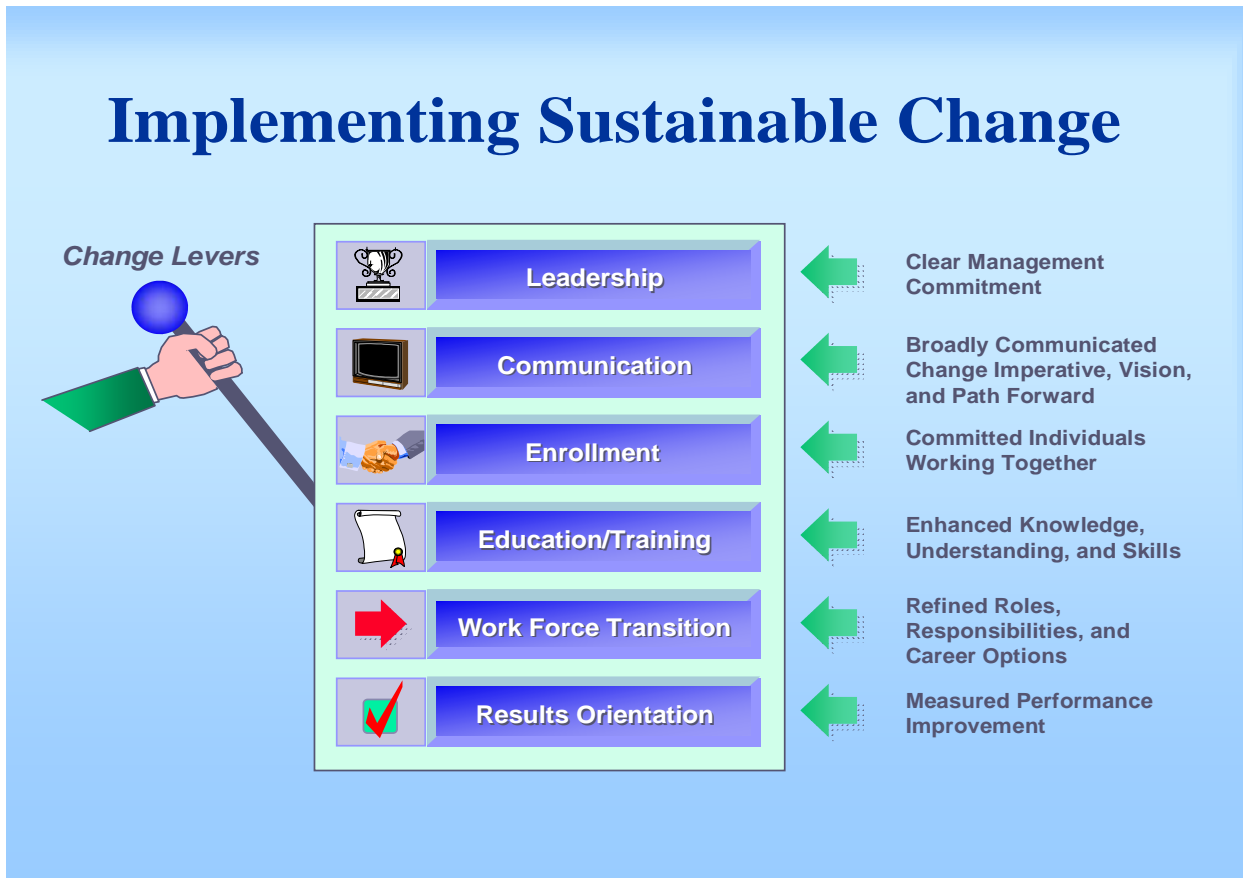 Implementing Sustainable Change
Change Levers
Leadership
Clear Management
Commitment
Communication
Broadly Communicated
Change Imperative, Vision,
and Path Forward
Enrollment
Committed Individuals
Working Together
Education/Training
Enhanced Knowledge,
Understanding, and Skills
Work Force Transition
Refined Roles,
Responsibilities, and
Career Options
Results Orientation
Measured Performance
Improvement